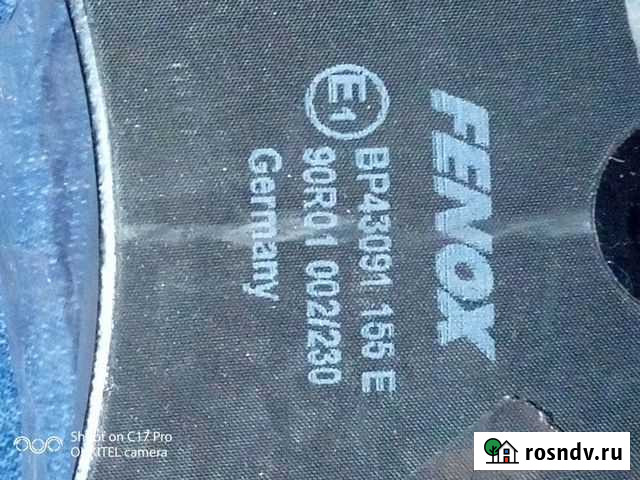 FENOX
BP43091 155 E
E1
90R01 002/230
Germany
Shot on C17 Pro
OUKITEL camera
rosndv.ru